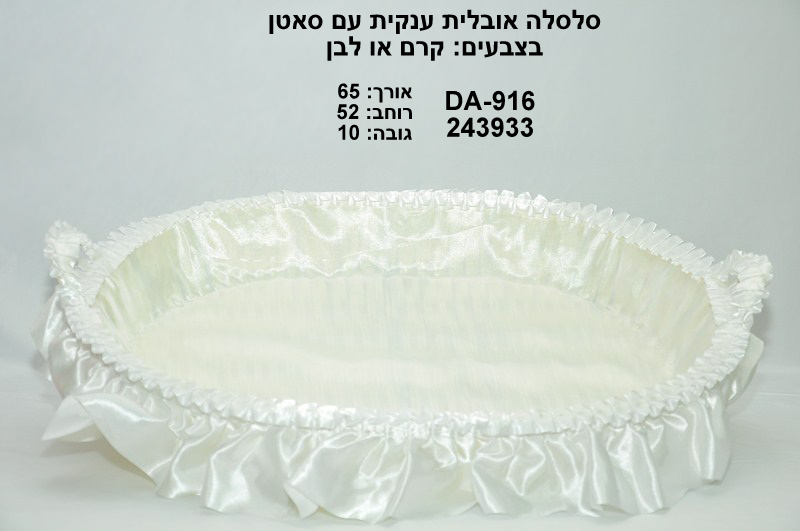 סלסלה אובלית ענקית עם סאטן
בצבעים: קרם או לבן
אורך: 65
רוחב: 52
גובה: 10
DA-916
243933